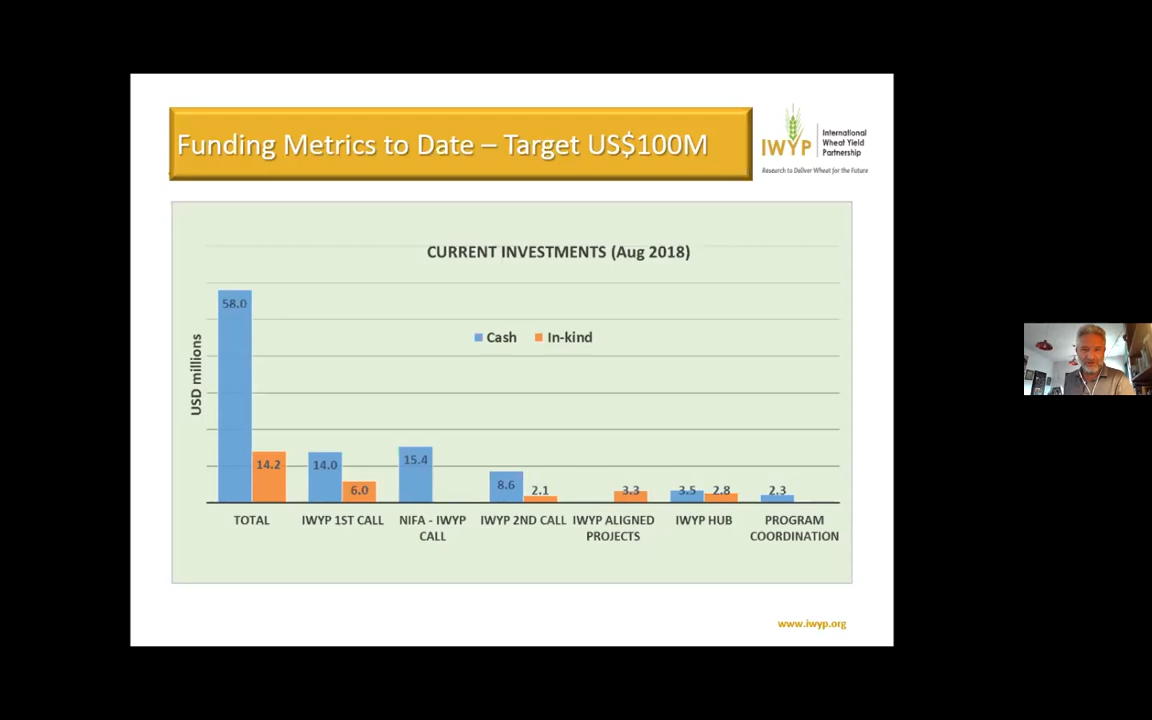 Funding Metrics to Date – Target US$100M
IWYP
International
Wheat Yield
Partnership
Research to Deliver Wheat for the Future
CURRENT INVESTMENTS (Aug 2018)
Cash
In-kind
USD millions
58.0
14.2
14.0
6.0
15.4
8.6
2.1
3.3
3.5
2.8
2.3
TOTAL
IWYP 1ST CALL
NIFA - IWYP
CALL
IWYP 2ND CALL
IWYP ALIGNED
PROJECTS
IWYP HUB
PROGRAM
COORDINATION
www.iwyp.org